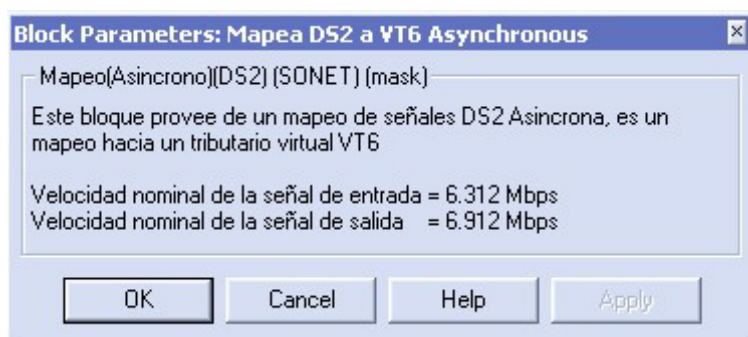 Block Parameters: Mapea DS2 a VT6 Asynchronous
Mapeo(Asincrono)(DS2) (SONET) (mask)
Este bloque provee de un mapeo de señales DS2 Asincrona, es un
mapeo hacia un tributario virtual VT6
Velocidad nominal de la señal de entrada = 6.312 Mbps
Velocidad nominal de la señal de salida = 6.912 Mbps
OK Cancel Help Apply